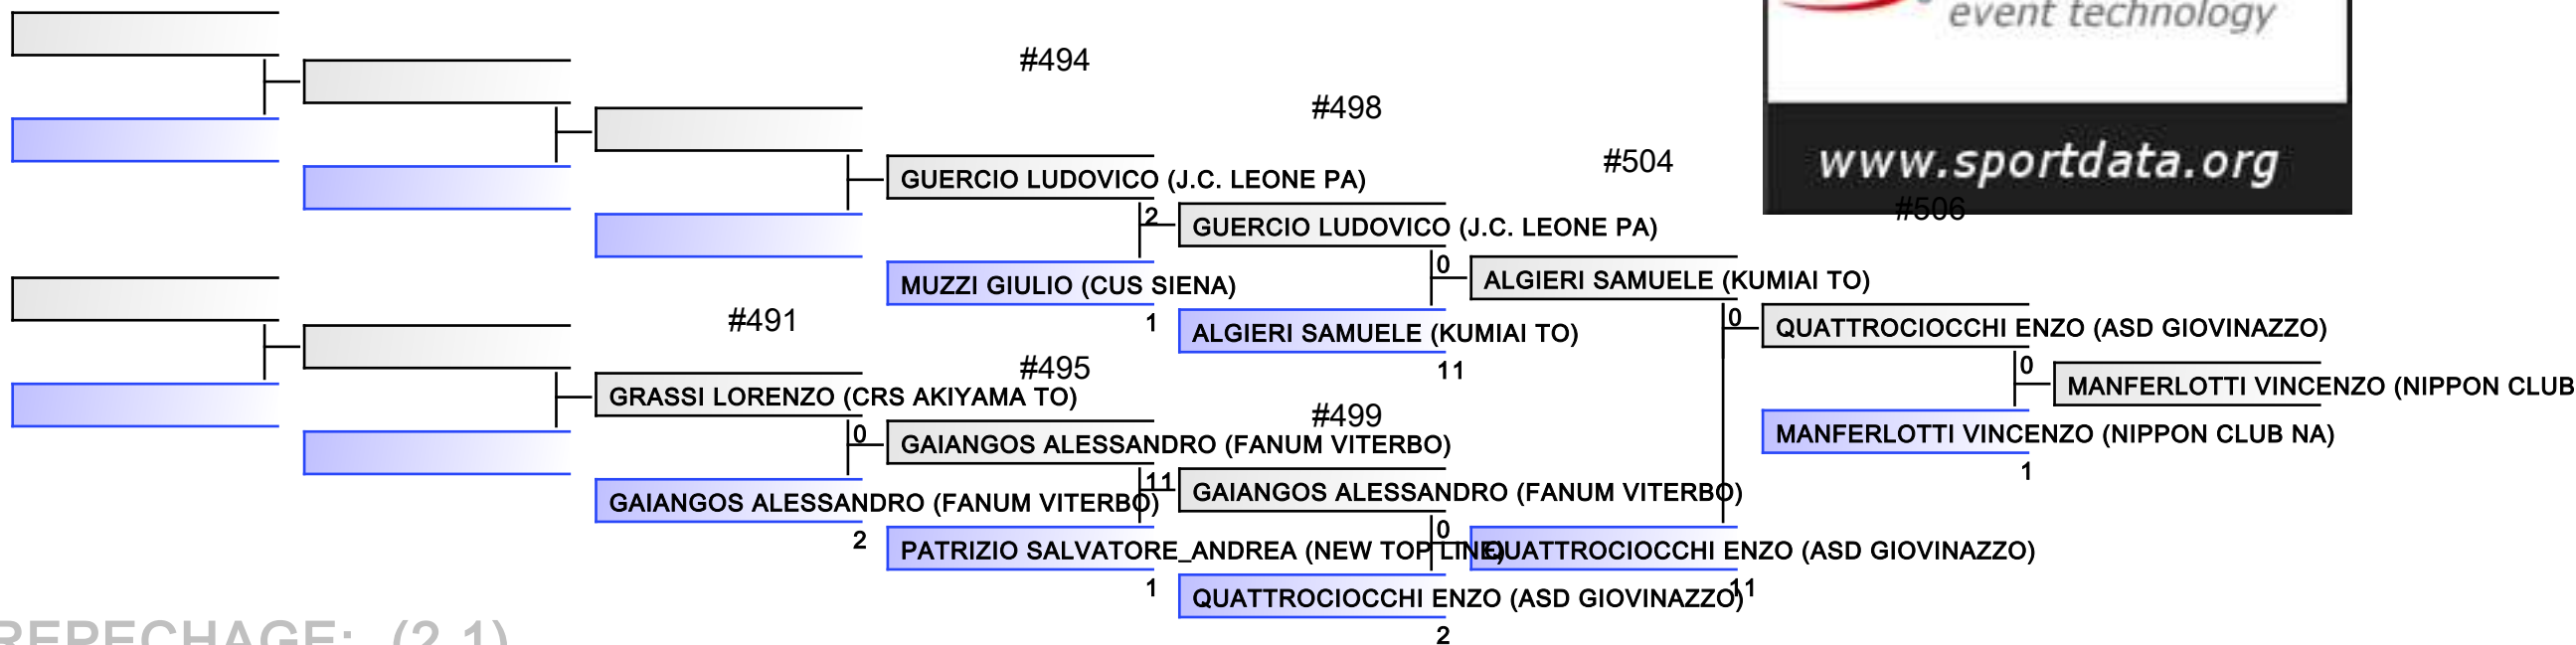 event technology
www.sportdata.org
#494
#498
#504
#506
GUERCIO LUDOVICO (J.C. LEONE PA)
2
GUERCIO LUDOVICO (J.C. LEONE PA)
MUZZI GIULIO (CUS SIENA)
1
0
ALGIERI SAMUELE (KUMIAI TO)
ALGIERI SAMUELE (KUMIAI TO)
11
0
QUATTROCIOCCHI ENZO (ASD GIOVINAZZO)
0
MANFERLOTTI VINCENZO (NIPPON CLUB
MANFERLOTTI VINCENZO (NIPPON CLUB NA)
1
#491
#495
#499
GRASSI LORENZO (CRS AKIYAMA TO)
0
GAIANGOS ALESSANDRO (FANUM VITERBO)
GAIANGOS ALESSANDRO (FANUM VITERBO)
2
11
GAIANGOS ALESSANDRO (FANUM VITERBO)
PATRIZIO SALVATORE_ANDREA (NEW TOP LINE)
1
0
QUATTROCIOCCHI ENZO (ASD GIOVINAZZO)
11
QUATTROCIOCCHI ENZO (ASD GIOVINAZZO)
2
REPECHAGE: (2.1)